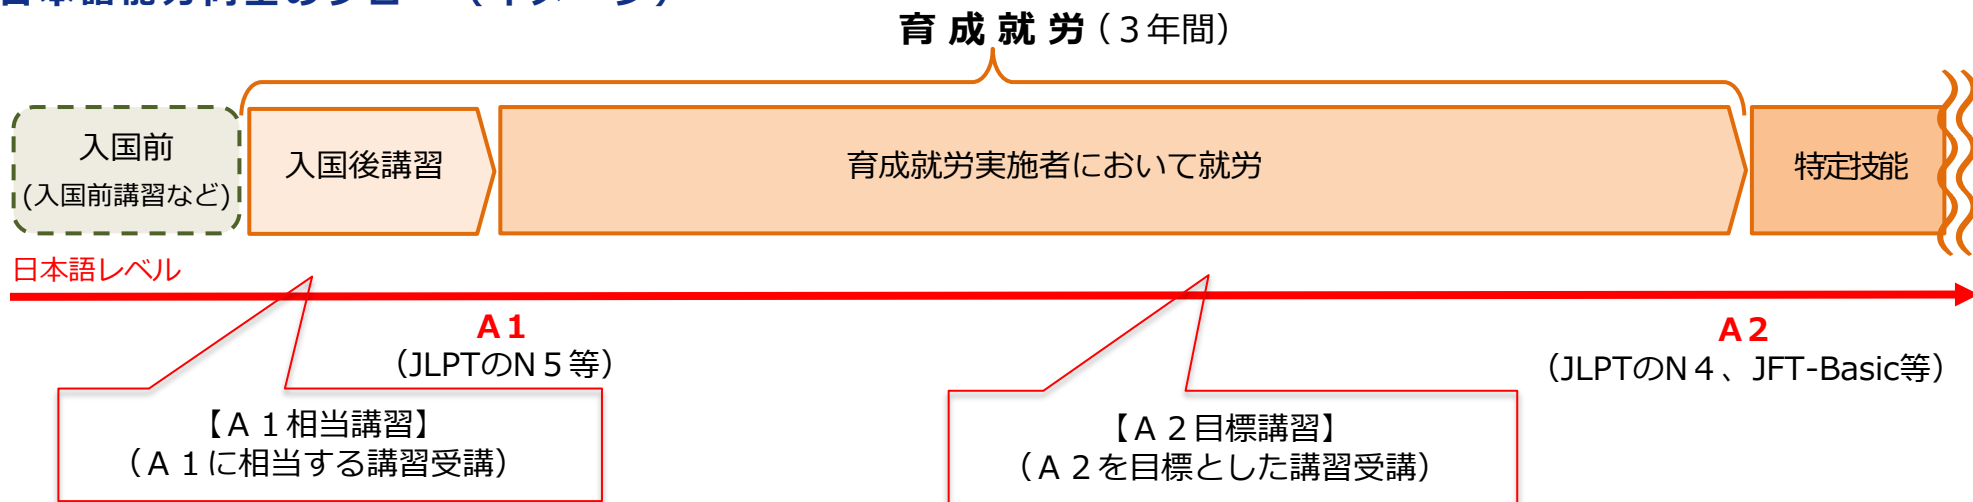 育成就労（３年間）
入国前
(入国前講習など)
入国後講習
育成就労実施者において就労
特定技能
日本語レベル
Ａ１
（JLPTのＮ５等）
Ａ２
（JLPTのＮ４、JFT-Basic等）
【Ａ１相当講習】
（Ａ１に相当する講習受講）
【Ａ２目標講習】
（Ａ２を目標とした講習受講）